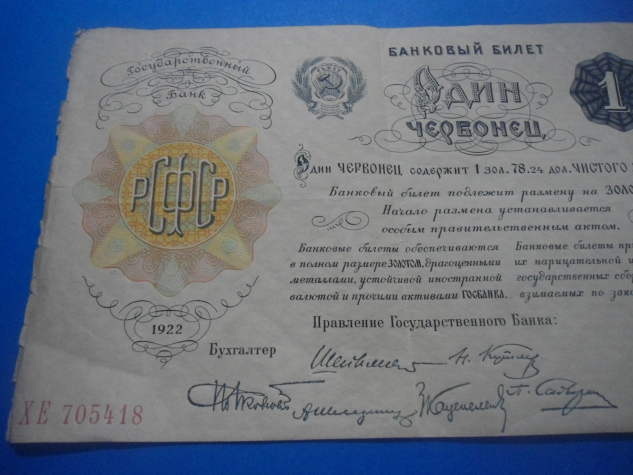 Государственный
Банк
БАНКОВЫЙ БИЛЕТ
1
ОДИН
ЧЕРВОНЕЦ
РСФСР
Один ЧЕРВОНЕЦ СОДЕРЖИТ 1 ЗОЛ. 78.24 ДОЛ. ЧИСТОГО
Банковый билет подлежит размену на ЗОЛО
Начало размена устанавливается
особым правительственным актом.
Банковые билеты обеспечиваются
в полном размере ЗОЛОТОМ, драгоценными
металлами, устойчивой иностранной
валютой и прочими активами ГОСБАНКА.
Банковые билеты пр
их нарицательной
государственных сбо
взимаемых по зак
1922
Правление Государственного Банка:
Бухгалтер
ХЕ 705418